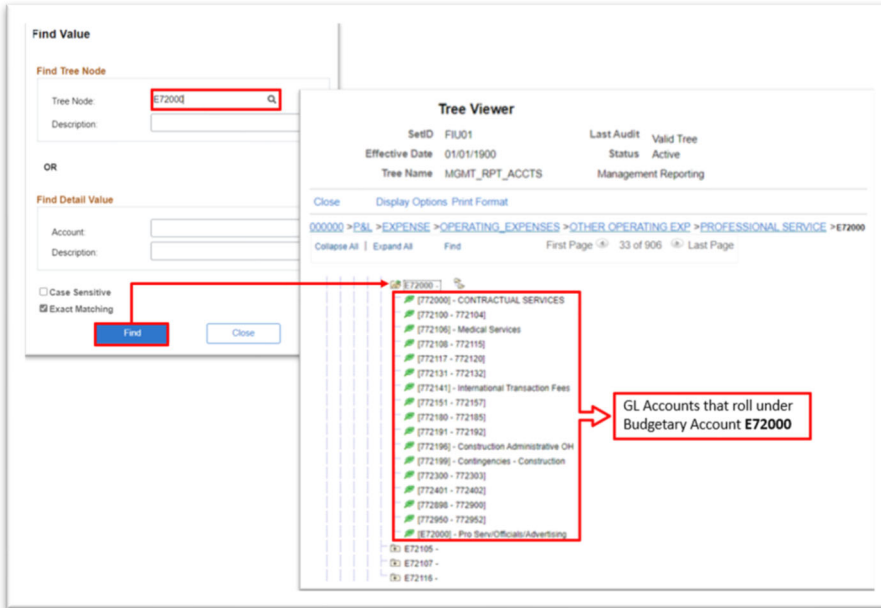 Find Value
Find Tree Node
Tree Node: E72000
Description:
OR
Find Detail Value
Account:
Description:
Case Sensitive
Exact Matching
Find Close
Tree Viewer
SetID FIU01 Last Audit Valid Tree
Effective Date 01/01/1900 Status Active
Tree Name MGMT_RPT_ACCTS Management Reporting
Close Display Options Print Format
000000 >P&L >EXPENSE >OPERATING_EXPENSES >OTHER OPERATING EXP >PROFESSIONAL SERVICE >E72000
Collapse All | Expand All Find First Page 33 of 906 Last Page
E72000 -
[772000] - CONTRACTUAL SERVICES
[772100 - 772104]
[772106] - Medical Services
[772108 - 772115]
[772117 - 772120]
[772131 - 772132]
[772141] - International Transaction Fees
[772151 - 772157]
[772180 - 772185]
[772191 - 772192]
[772196] - Construction Administrative OH
[772199] - Contingencies - Construction
[772300 - 772303]
[772401 - 772402]
[772898 - 772900]
[772950 - 772952]
[E72000] - Pro Serv/Officials/Advertising
E72105 -
E72107 -
E72116 -
GL Accounts that roll under
Budgetary Account E72000